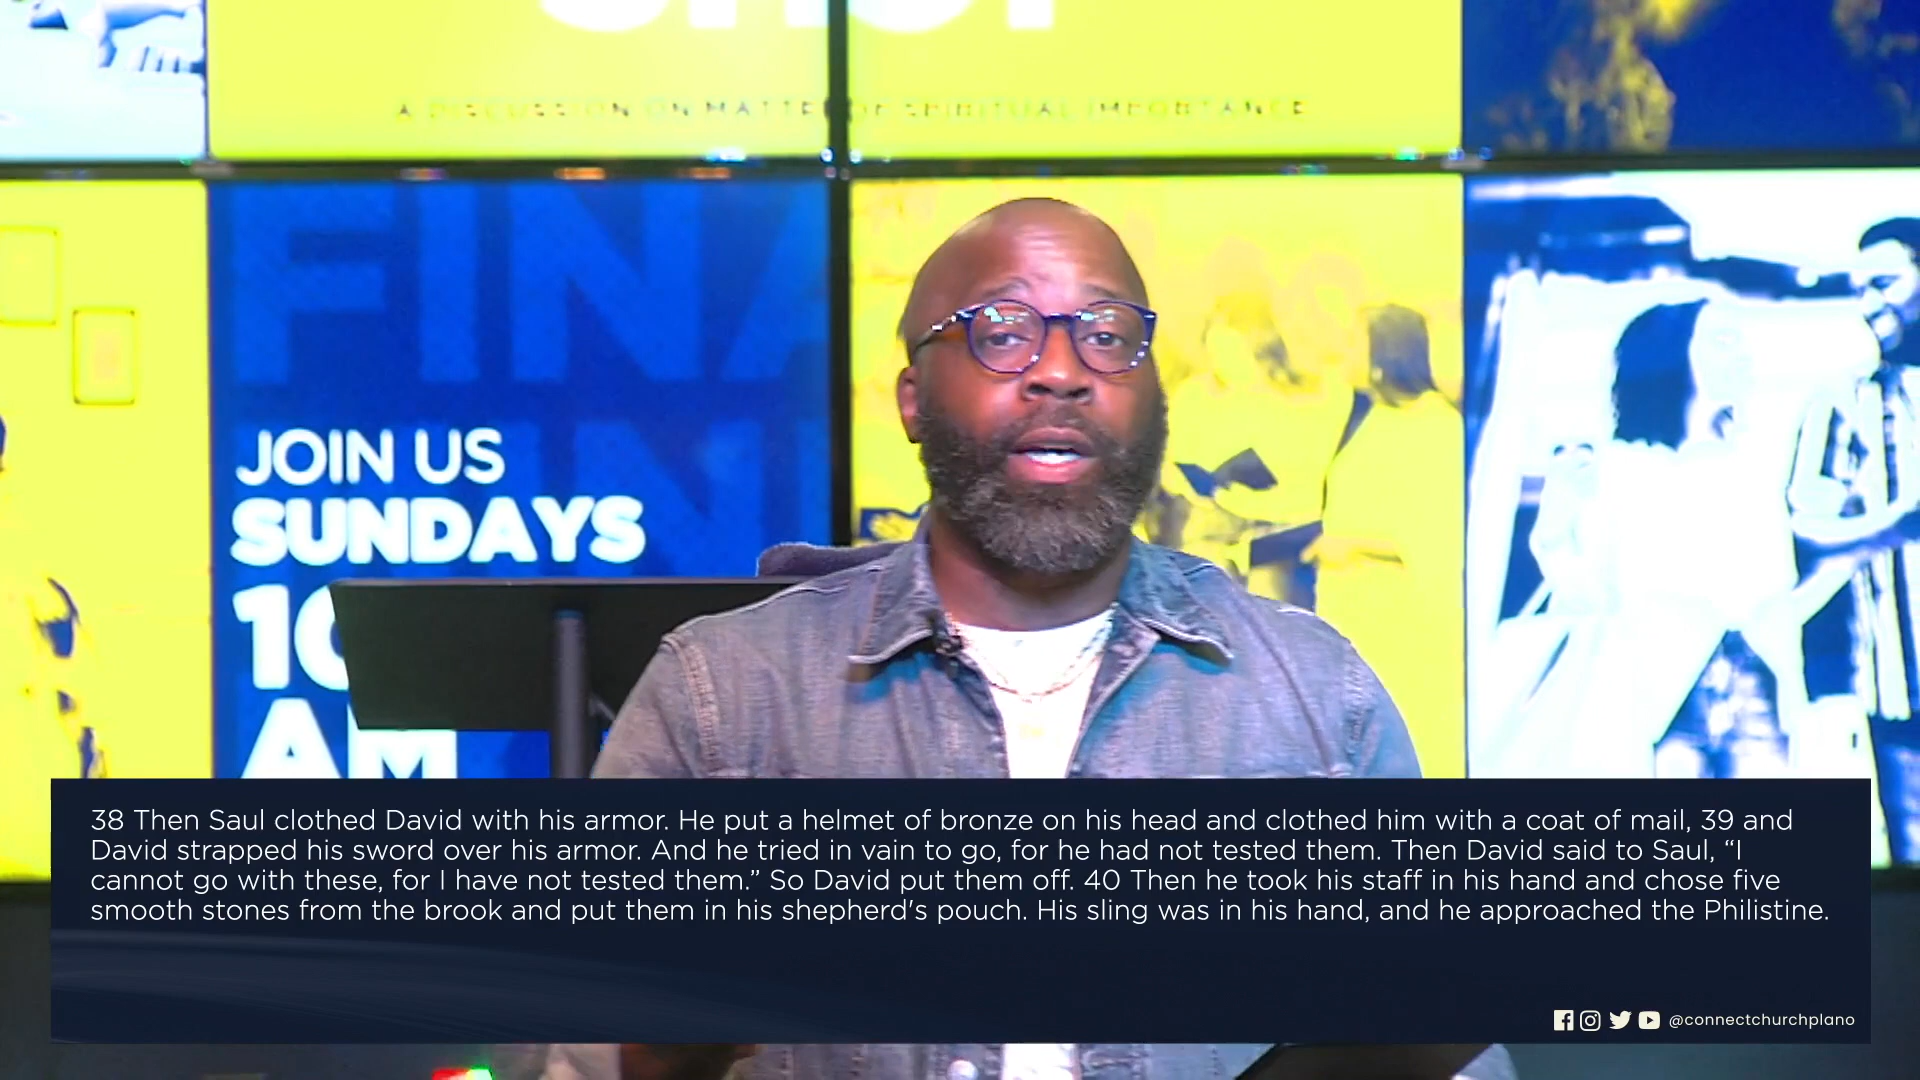 A DISCUSSION ON MATTE OF SPIRITUAL IMPORTANCE
FINA
JOIN US
SUNDAYS
10
AM
38 Then Saul clothed David with his armor. He put a helmet of bronze on his head and clothed him with a coat of mail, 39 and
David strapped his sword over his armor. And he tried in vain to go, for he had not tested them. Then David said to Saul, “I
cannot go with these, for I have not tested them.” So David put them off. 40 Then he took his staff in his hand and chose five
smooth stones from the brook and put them in his shepherd's pouch. His sling was in his hand, and he approached the Philistine.
@connectchurchplano